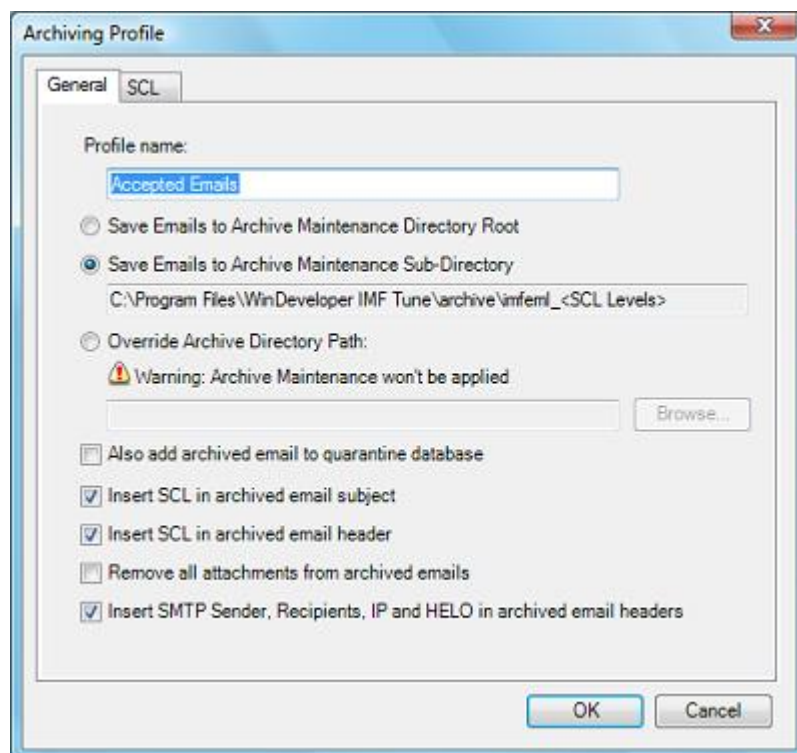 Archiving Profile
General
SCL
Profile name:
Accepted Emails
Save Emails to Archive Maintenance Directory Root
Save Emails to Archive Maintenance Sub-Directory
C:\Program Files\WinDeveloper IMF Tune\archive\imfeml_<SCL Levels>
Override Archive Directory Path:
Warning: Archive Maintenance won't be applied
Browse...
Also add archived email to quarantine database
Insert SCL in archived email subject
Insert SCL in archived email header
Remove all attachments from archived emails
Insert SMTP Sender, Recipients, IP and HELO in archived email headers
OK
Cancel